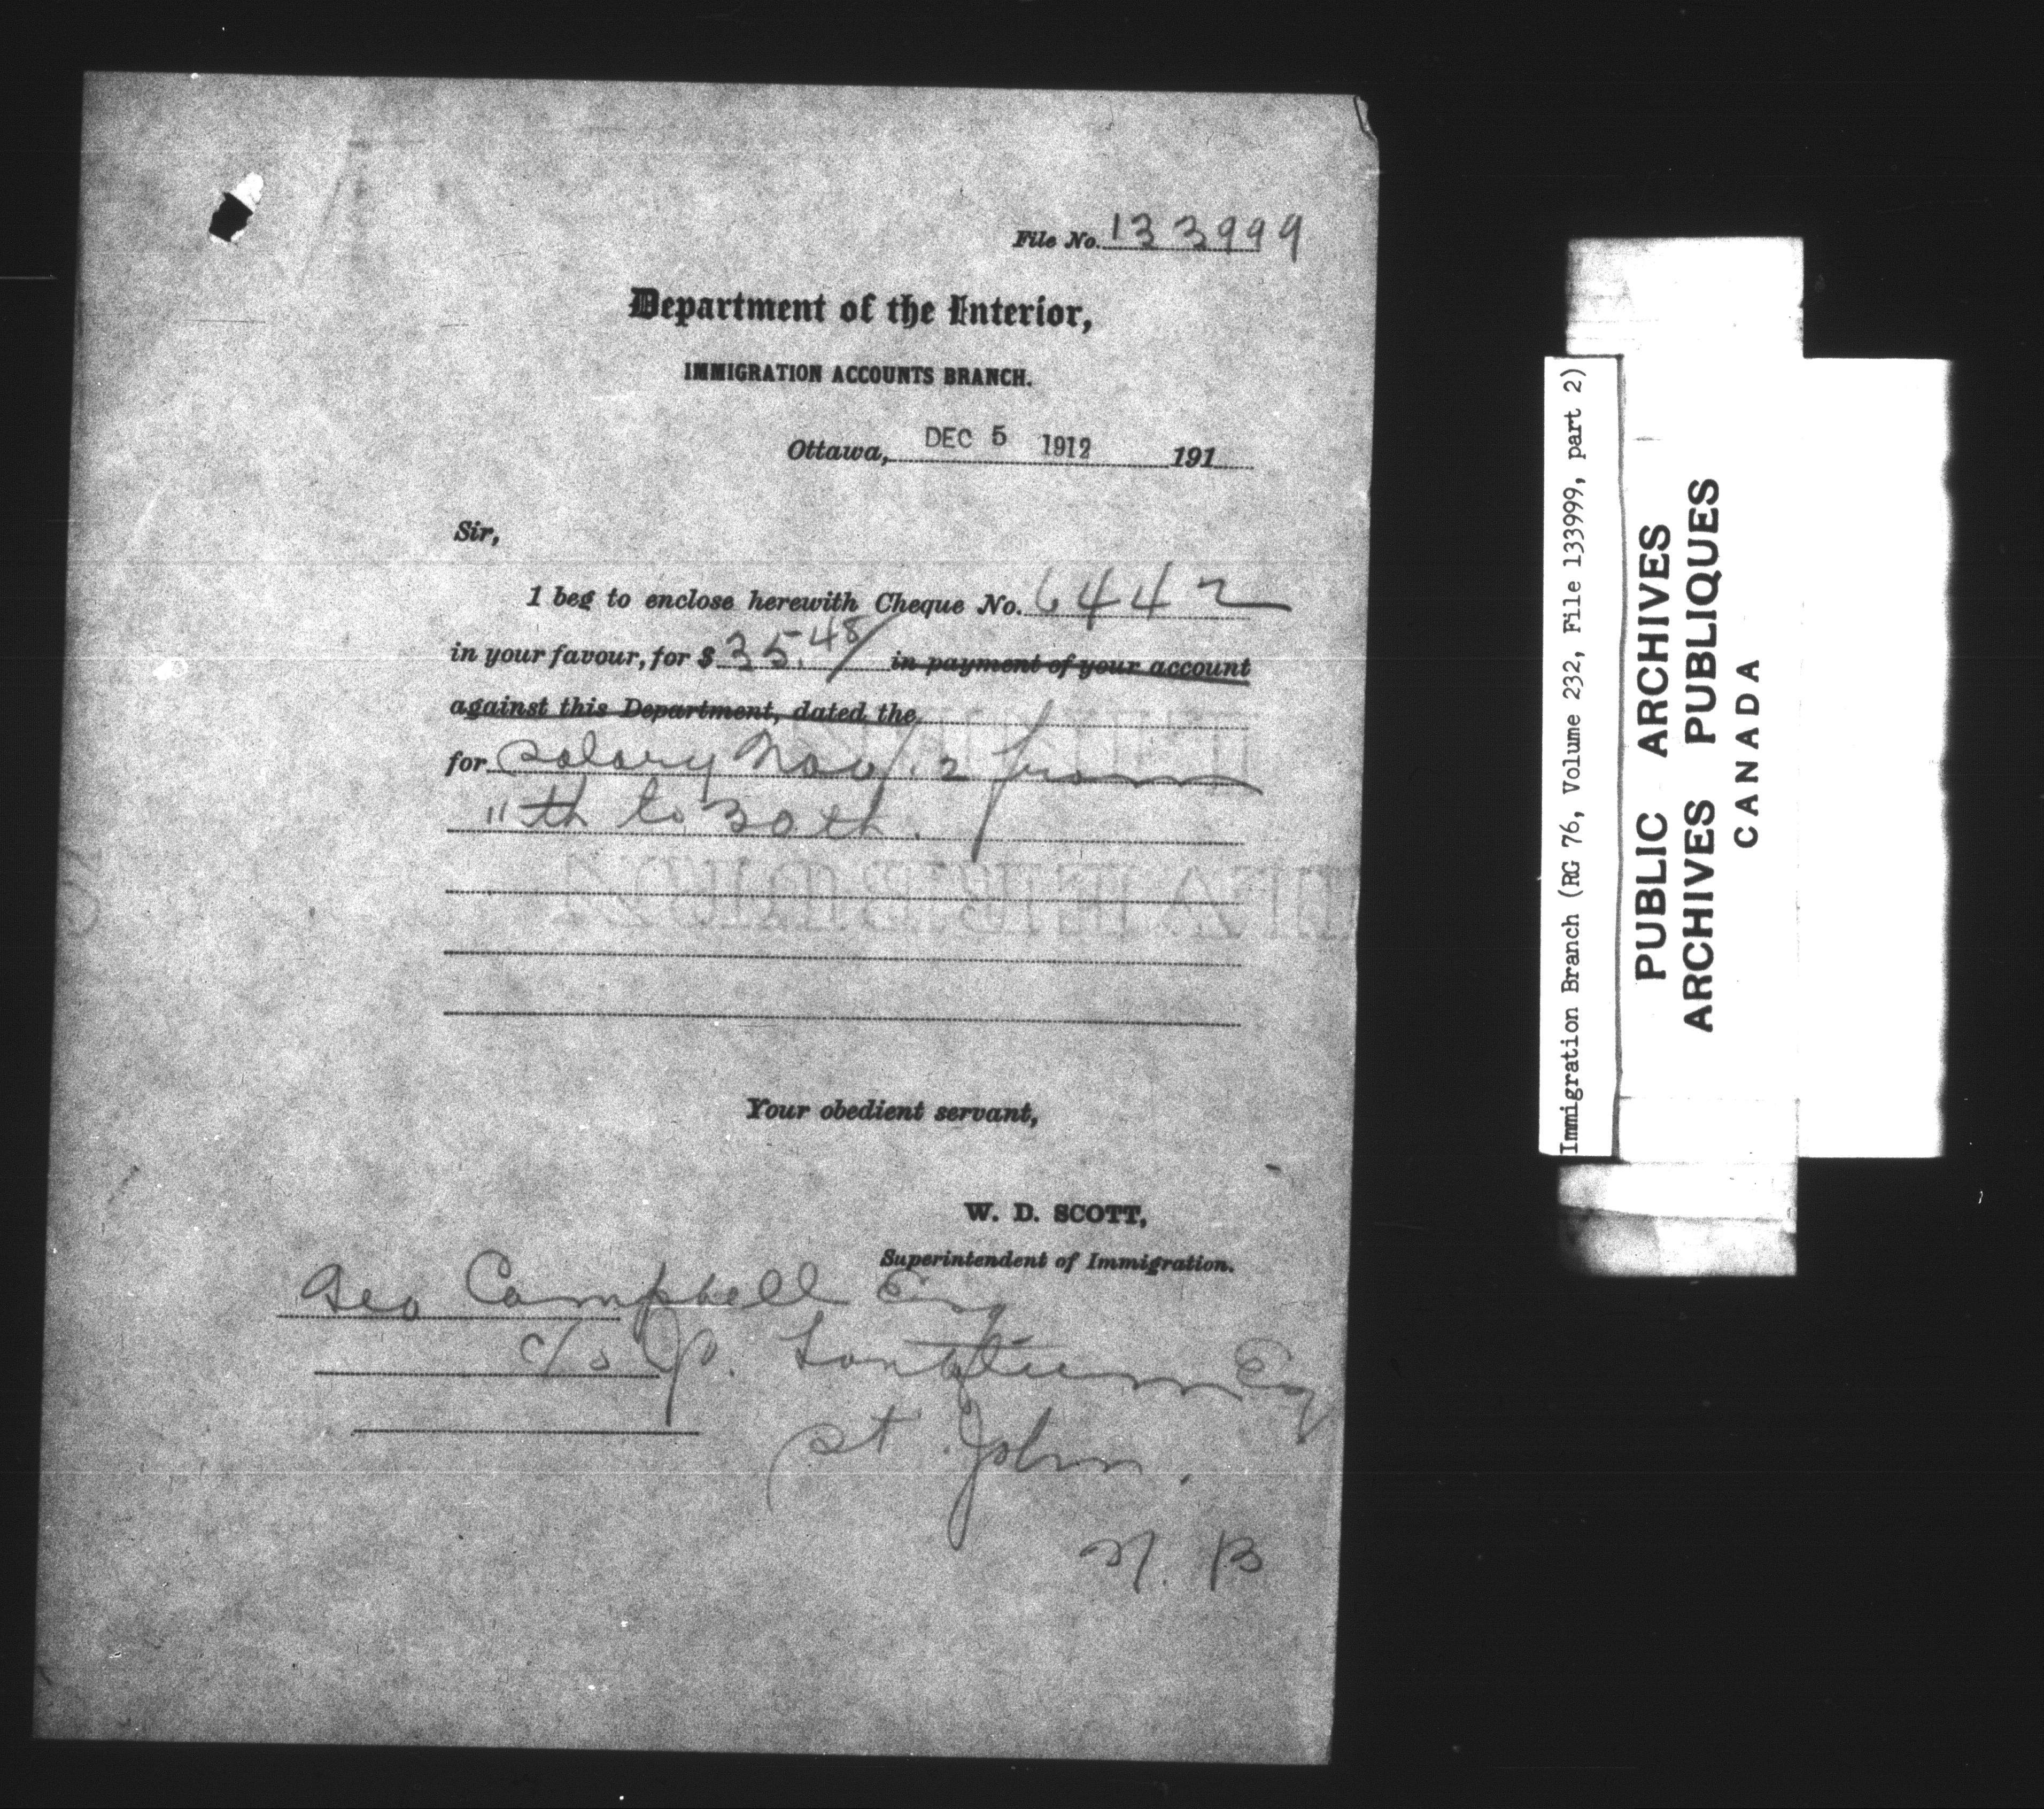 File No. 133999
Department of the Interior,
IMMIGRATION ACCOUNTS BRANCH.
Ottawa, DEC 5 1912 191
Sir,
I beg to enclose herewith Cheque No. 6442
in your favour, for $ 35.48/ in payment of your account
against this Department, dated the
for salary Nov/12 from
11th to 30th.
Your obedient servant,
W. D. SCOTT,
Superintendent of Immigration.
Geo Campbell Esq
c/o J.V. Lantalum Esq
St. John.
N. B
Immigration Branch (RG 76, Volume 232, File 133999, part 2)
PUBLIC ARCHIVES
ARCHIVES PUBLIQUES
CANADA